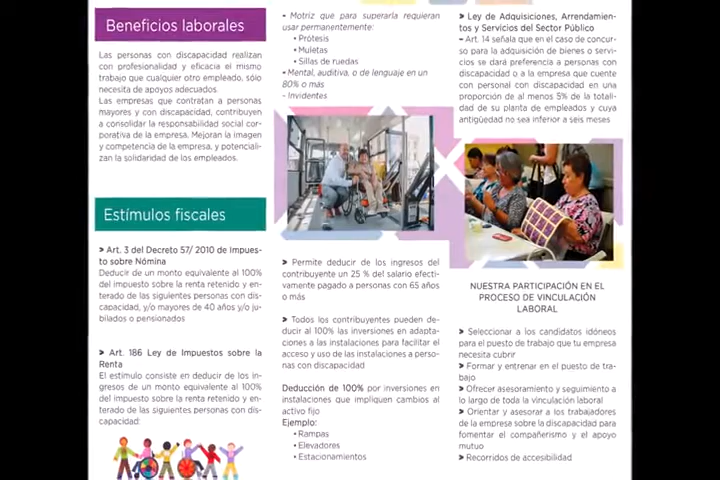 Beneficios laborales
Las personas con discapacidad realizan
con profesionalidad y eficacia el mismo
trabajo que cualquier otro empleado, sólo
necesita de apoyos adecuados.
Las empresas que contratan a personas
mayores y con discapacidad, contribuyen
a consolidar la responsabilidad social cor-
porativa de la empresa. Mejoran la imagen
y competencia de la empresa, y potenciali-
zan la solidaridad de los empleados.
Estímulos fiscales
> Art. 3 del Decreto 57/ 2010 de Impues-
to sobre Nómina
Deducir de un monto equivalente al 100%
del impuesto sobre la renta retenido y en-
terado de las siguientes personas con dis-
capacidad, y/o mayores de 40 años y/o ju-
bilados o pensionados
> Art. 186 Ley de Impuestos sobre la
Renta
El estímulo consiste en deducir de los in-
gresos de un monto equivalente al 100%
del impuesto sobre la renta retenido y en-
terado de las siguientes personas con dis-
capacidad:
- Motriz que para superarla requieran
usar permanentemente:
• Prótesis
• Muletas
• Sillas de ruedas
- Mental, auditiva, o de lenguaje en un
80% o más
- Invidentes
> Permite deducir de los ingresos del
contribuyente un 25 % del salario efecti-
vamente pagado a personas con 65 años
o más
> Todos los contribuyentes pueden de-
ducir al 100% las inversiones en adapta-
ciones a las instalaciones para facilitar el
acceso y uso de las instalaciones a perso-
nas con discapacidad
Deducción de 100% por inversiones en
instalaciones que impliquen cambios al
activo fijo
Ejemplo:
• Rampas
• Elevadores
• Estacionamientos
> Ley de Adquisiciones, Arrendamien-
tos y Servicios del Sector Público
- Art. 14 señala que en el caso de concur-
so para la adquisición de bienes o servi-
cios se dará preferencia a personas con
discapacidad o a la empresa que cuente
con personal con discapacidad en una
proporción de al menos 5% de la totali-
dad de su planta de empleados y cuya
antigüedad no sea inferior a seis meses
NUESTRA PARTICIPACIÓN EN EL
PROCESO DE VINCULACIÓN
LABORAL
> Seleccionar a los candidatos idóneos
para el puesto de trabajo que tu empresa
necesita cubrir
> Formar y entrenar en el puesto de tra-
bajo
> Ofrecer asesoramiento y seguimiento a
lo largo de toda la vinculación laboral
> Orientar y asesorar a los trabajadores
de la empresa sobre la discapacidad para
fomentar el compañerismo y el apoyo
mutuo
> Recorridos de accesibilidad